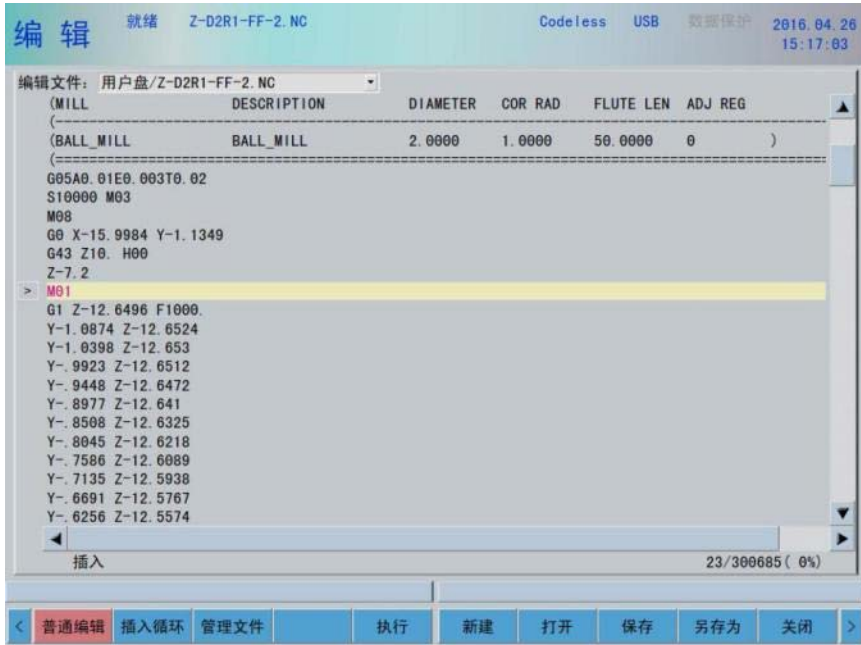 编 辑 就绪 Z-D2R1-FF-2.NC Codeless USB 数据保护 2016.04.26
15:17:03
编辑文件: 用户盘/Z-D2R1-FF-2.NC
(MILL DESCRIPTION DIAMETER COR RAD FLUTE LEN ADJ REG
(------------------------------------------------------------
(BALL_MILL BALL_MILL 2.0000 1.0000 50.0000 0 )
(============================================================
G05A0.01E0.003T0.02
S10000 M03
M08
G0 X-15.9984 Y-1.1349
G43 Z10. H00
Z-7.2
> M01
G1 Z-12.6496 F1000.
Y-1.0874 Z-12.6524
Y-1.0398 Z-12.653
Y-.9923 Z-12.6512
Y-.9448 Z-12.6472
Y-.8977 Z-12.641
Y-.8508 Z-12.6325
Y-.8045 Z-12.6218
Y-.7586 Z-12.6089
Y-.7135 Z-12.5938
Y-.6691 Z-12.5767
Y-.6256 Z-12.5574
插入 23/300685( 0%)
< 普通编辑 插入循环 管理文件 执行 新建 打开 保存 另存为 关闭 >